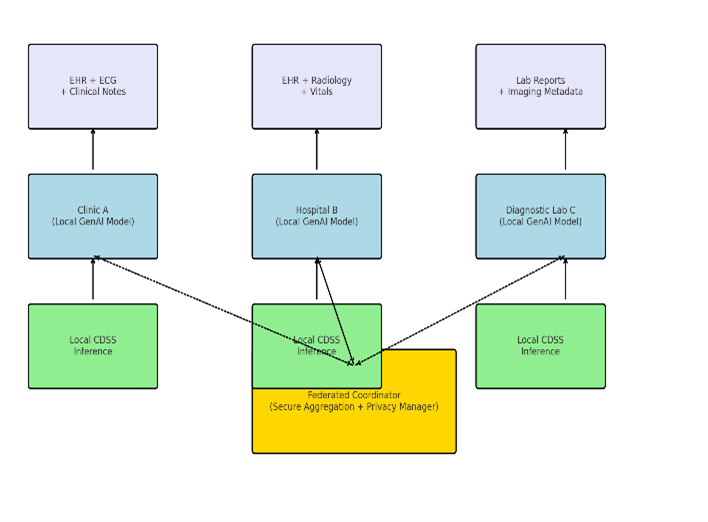 EHR + ECG
+ Clinical Notes
EHR + Radiology
+ Vitals
Lab Reports
+ Imaging Metadata
Clinic A
(Local GenAI Model)
Hospital B
(Local GenAI Model)
Diagnostic Lab C
(Local GenAI Model)
Local CDSS
Inference
Local CDSS
Inference
Local CDSS
Inference
Federated Coordinator
(Secure Aggregation + Privacy Manager)